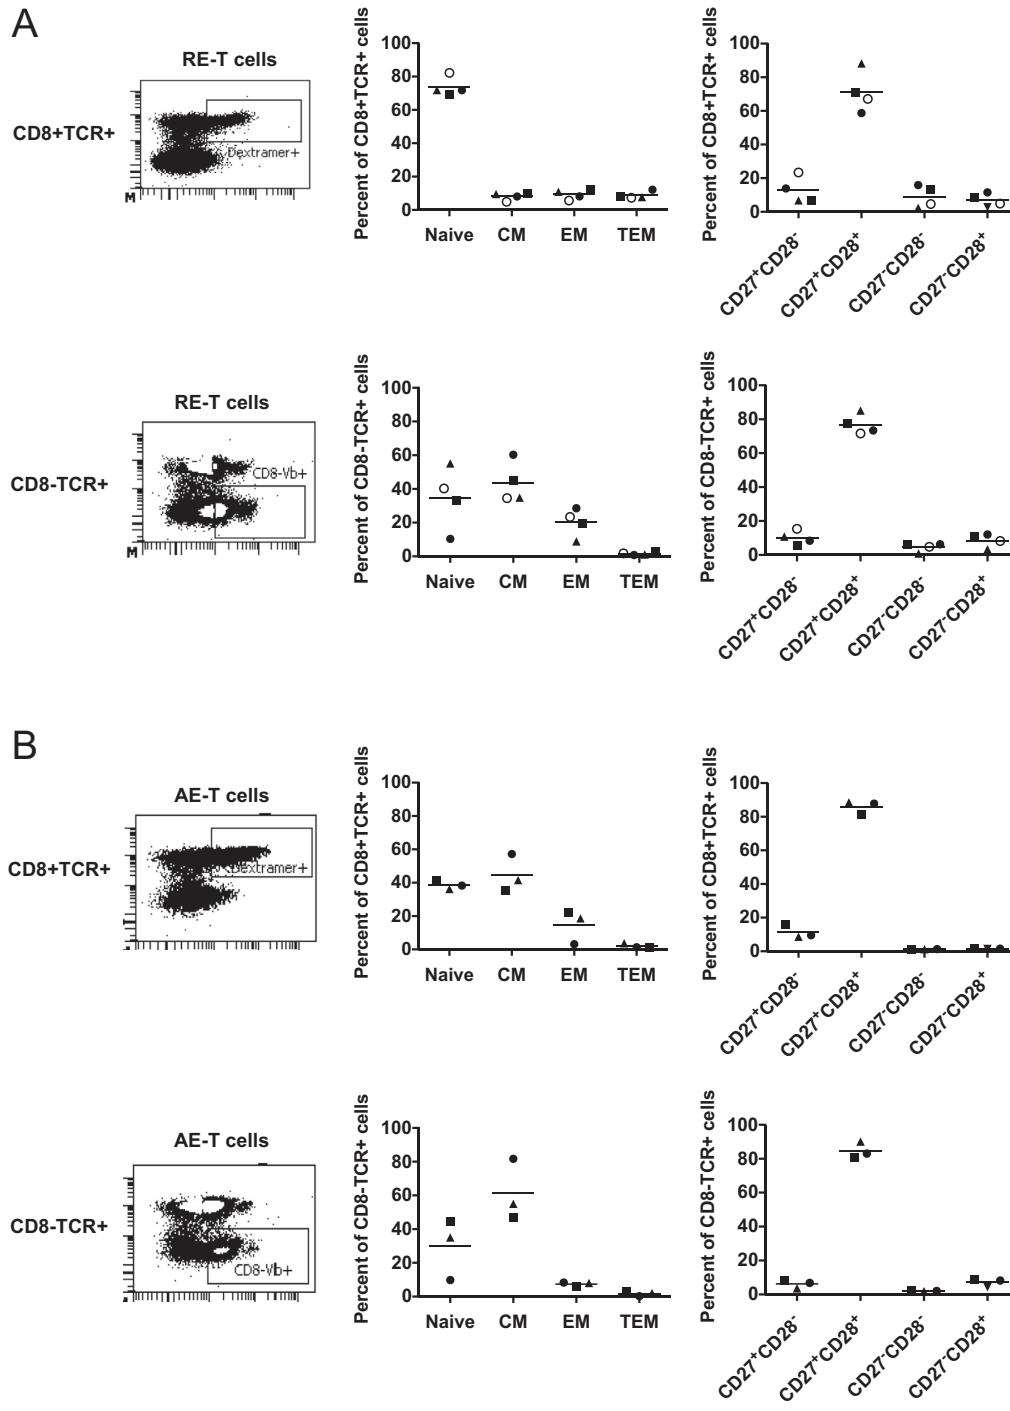 A
RE-T cells
CD8+TCR+
Dextramer+
M
Percent of CD8+TCR+ cells
100
80
60
40
20
0
Naive CM EM TEM
Percent of CD8+TCR+ cells
100
80
60
40
20
0
CD27⁺CD28⁻
CD27⁺CD28⁺
CD27⁻CD28⁻
CD27⁻CD28⁺
RE-T cells
CD8-TCR+
CD8-Vb+
M
Percent of CD8-TCR+ cells
100
80
60
40
20
0
Naive CM EM TEM
Percent of CD8-TCR+ cells
100
80
60
40
20
0
CD27⁺CD28⁻
CD27⁺CD28⁺
CD27⁻CD28⁻
CD27⁻CD28⁺
B
AE-T cells
CD8+TCR+
Dextramer+
Percent of CD8+TCR+ cells
100
80
60
40
20
0
Naive CM EM TEM
Percent of CD8+TCR+ cells
100
80
60
40
20
0
CD27⁺CD28⁻
CD27⁺CD28⁺
CD27⁻CD28⁻
CD27⁻CD28⁺
AE-T cells
CD8-TCR+
CD8-Vb+
Percent of CD8-TCR+ cells
100
80
60
40
20
0
Naive CM EM TEM
Percent of CD8-TCR+ cells
100
80
60
40
20
0
CD27⁺CD28⁻
CD27⁺CD28⁺
CD27⁻CD28⁻
CD27⁻CD28⁺